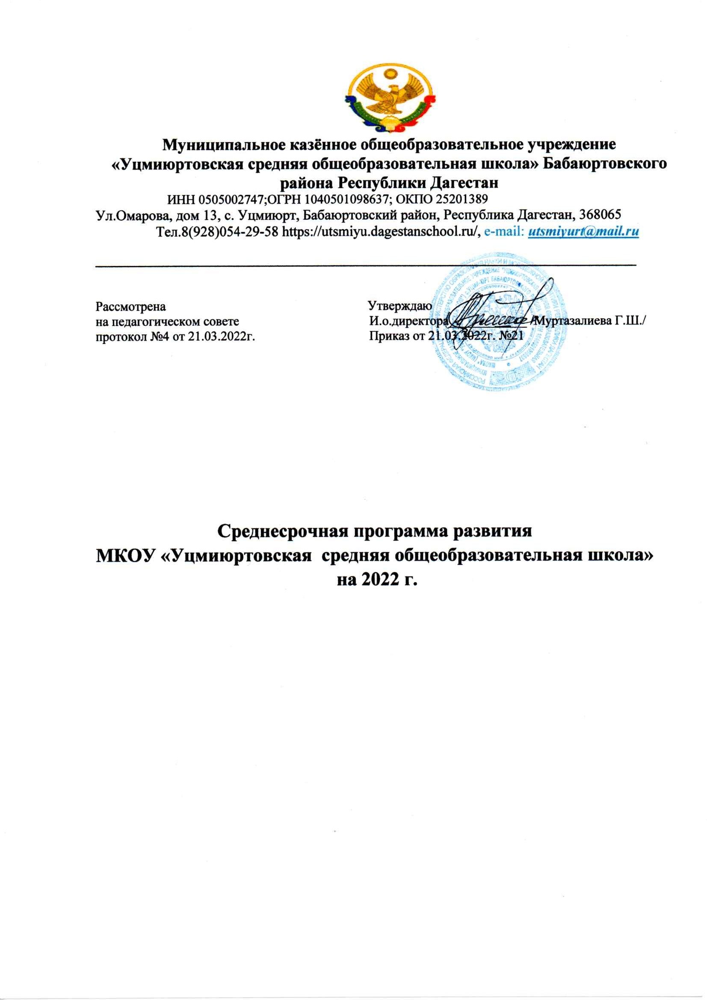 Муниципальное казённое общеобразовательное учреждение
«Уцмиюртовская средняя общеобразовательная школа» Бабаюртовского
района Республики Дагестан
ИНН 0505002747;ОГРН 1040501098637; ОКПО 25201389
Ул.Омарова, дом 13, с. Уцмиюрт, Бабаюртовский район, Республика Дагестан, 368065
Тел.8(928)054-29-58 https://utsmiyu.dagestanschool.ru/, e-mail: utsmiyurt@mail.ru
Рассмотрена
на педагогическом совете
протокол №4 от 21.03.2022г.
Утверждаю
И.о.директора /Муртазалиева Г.Ш./
Приказ от 21.03.2022г. №21
Среднесрочная программа развития
МКОУ «Уцмиюртовская средняя общеобразовательная школа»
на 2022 г.